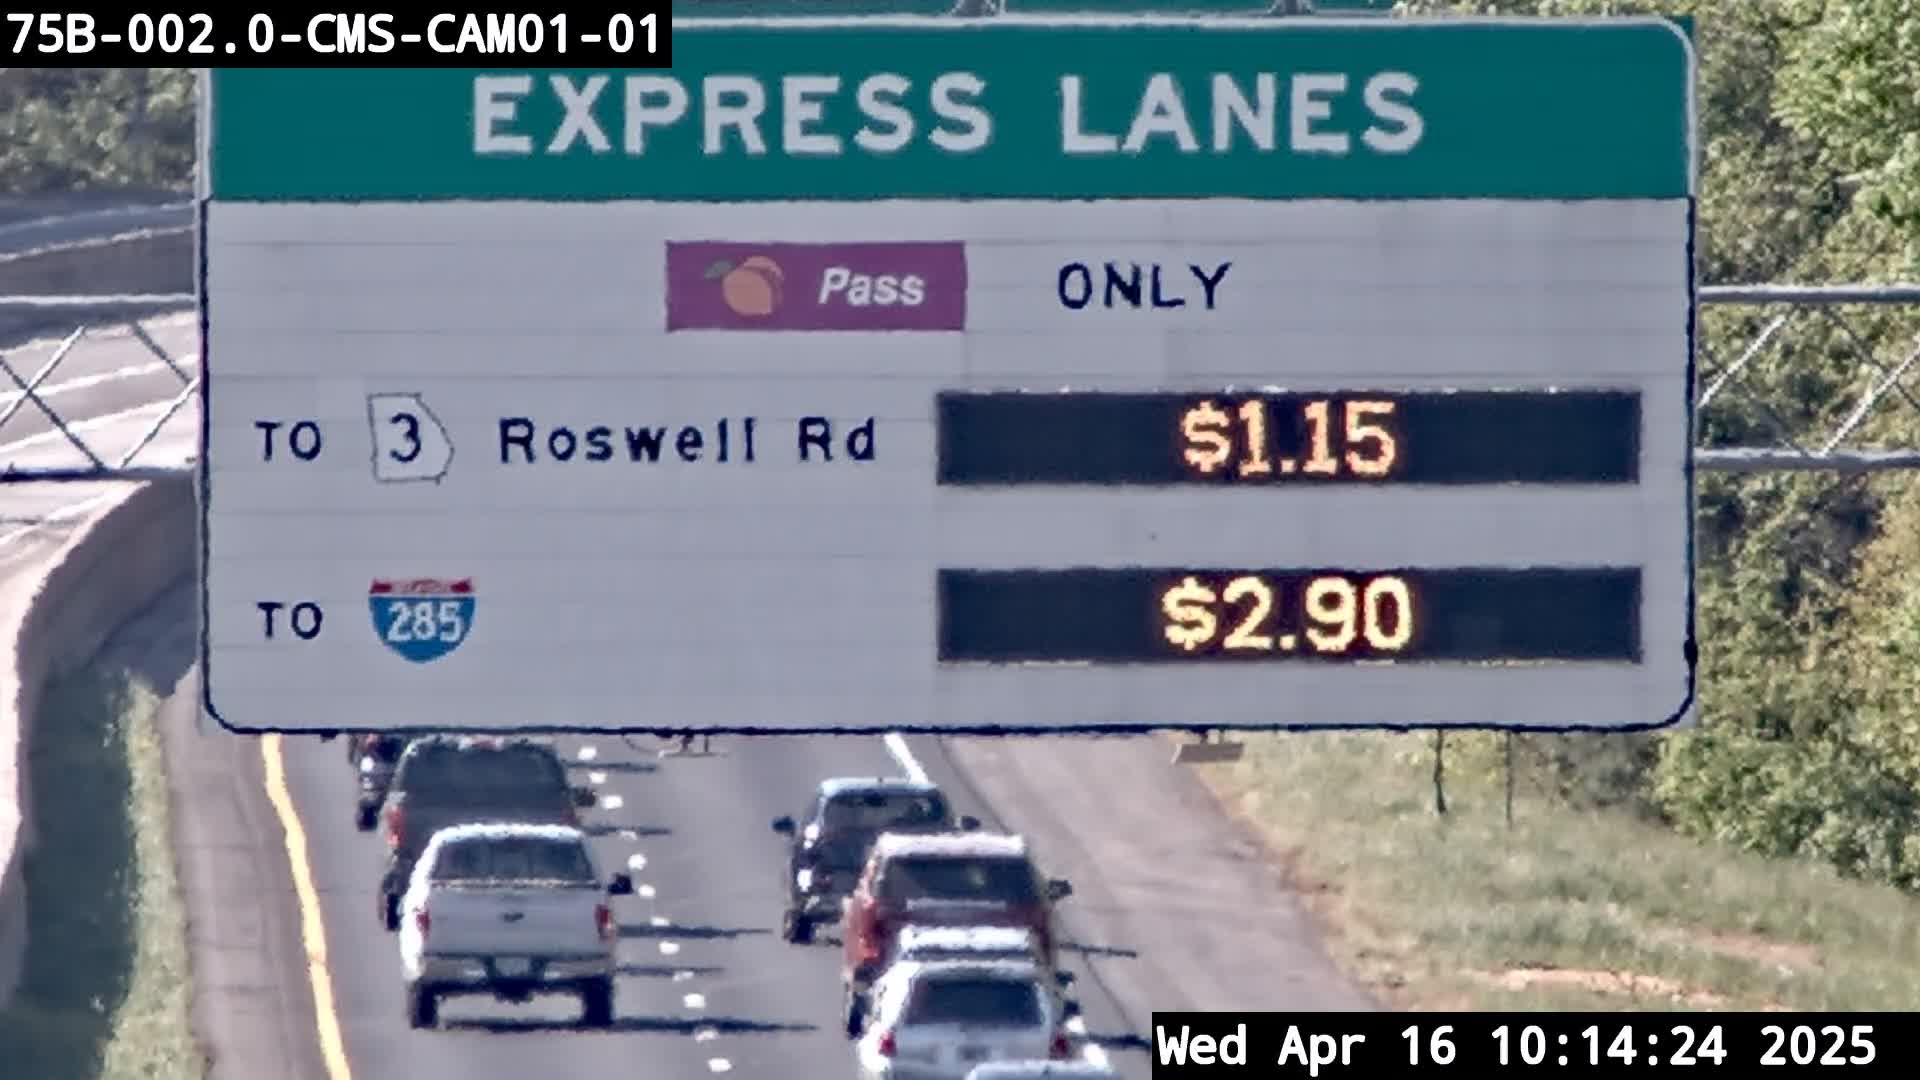 75B-002.0-CMS-CAM01-01
EXPRESS LANES
Pass ONLY
TO 3 Roswell Rd $1.15
TO 285 $2.90
Wed Apr 16 10:14:24 2025